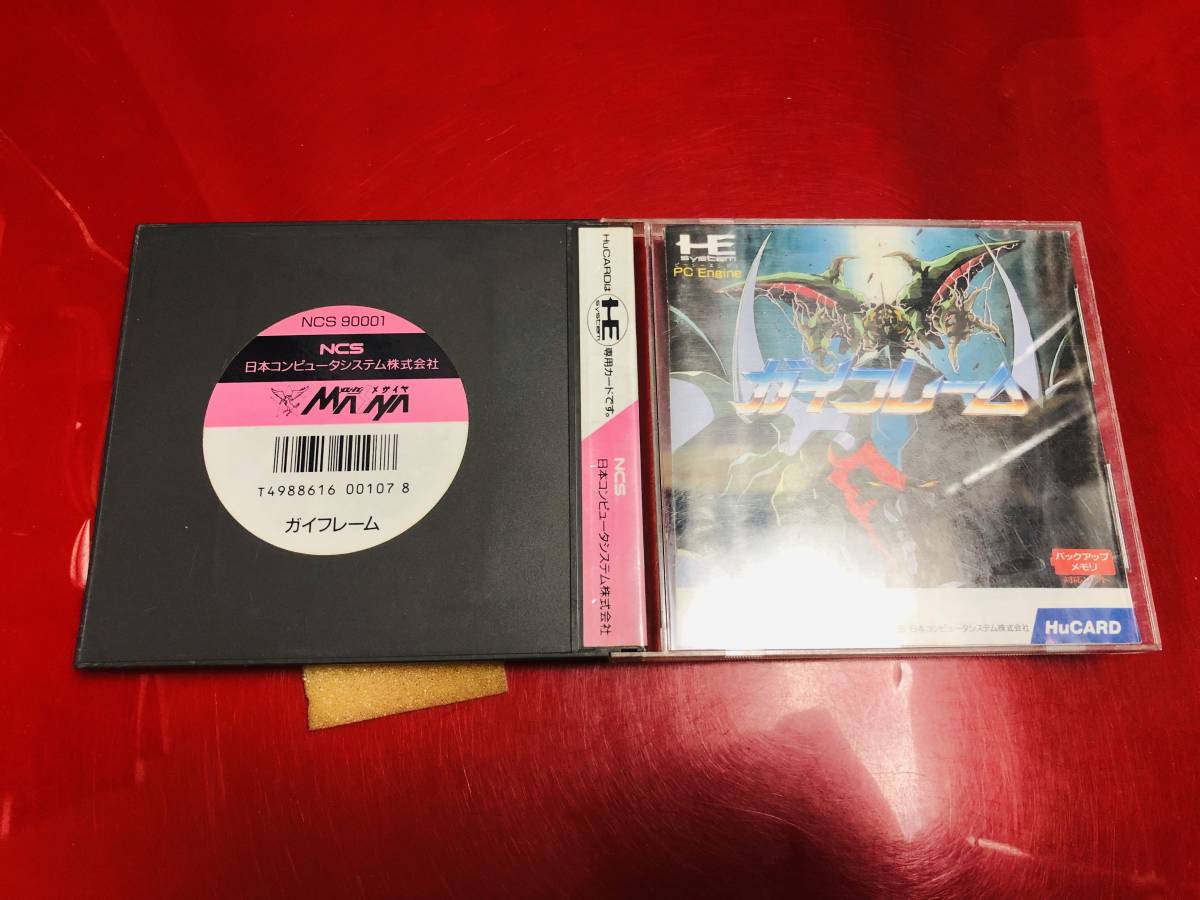 NCS 90001
NCS
日本コンピュータシステム株式会社
メサイヤ
T4988616 00107 8
ガイフレーム
HuCARDは
HE
system
専用カードです。
NCS
日本コンピュータシステム株式会社
HE
system
PC Engine
ガイフレーム
バックアップ
メモリ
日本コンピュータシステム株式会社
HuCARD